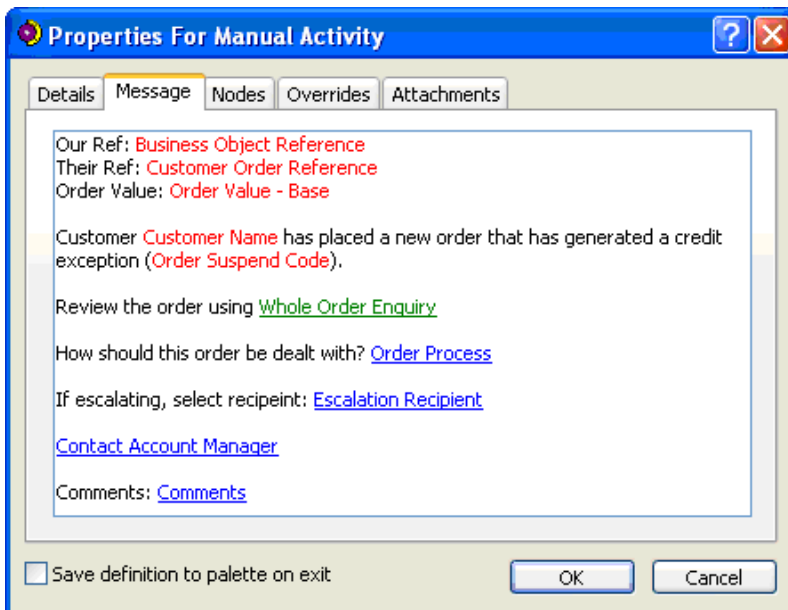 Properties For Manual Activity
Details Message Nodes Overrides Attachments
Our Ref: Business Object Reference
Their Ref: Customer Order Reference
Order Value: Order Value - Base
Customer Customer Name has placed a new order that has generated a credit
exception (Order Suspend Code).
Review the order using Whole Order Enquiry
How should this order be dealt with? Order Process
If escalating, select recipeint: Escalation Recipient
Contact Account Manager
Comments: Comments
Save definition to palette on exit OK Cancel